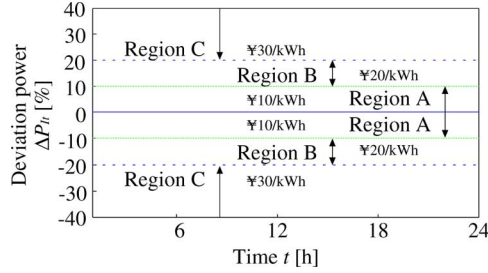 Deviation power
ΔPlt [%]
40
30
20
10
0
-10
-20
-30
-40
Region C
¥30/kWh
Region B
¥20/kWh
¥10/kWh
Region A
¥10/kWh
Region A
Region B
¥20/kWh
Region C
¥30/kWh
6
12
18
24
Time t [h]